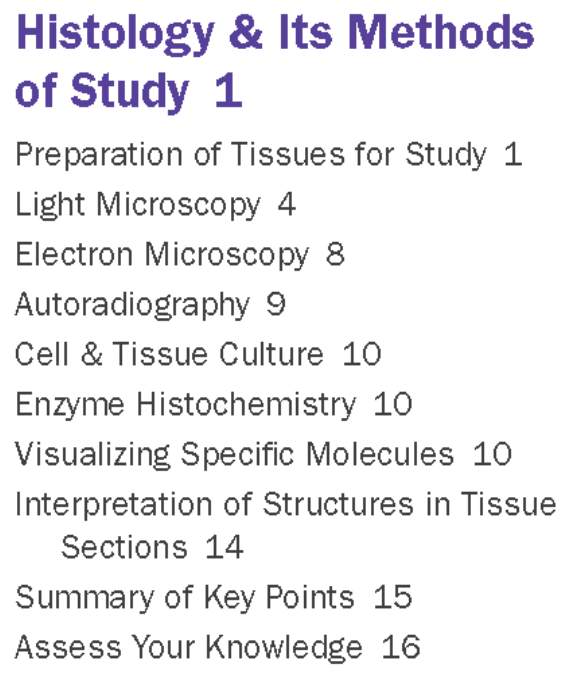 Histology & Its Methods
of Study 1
Preparation of Tissues for Study 1
Light Microscopy 4
Electron Microscopy 8
Autoradiography 9
Cell & Tissue Culture 10
Enzyme Histochemistry 10
Visualizing Specific Molecules 10
Interpretation of Structures in Tissue
Sections 14
Summary of Key Points 15
Assess Your Knowledge 16